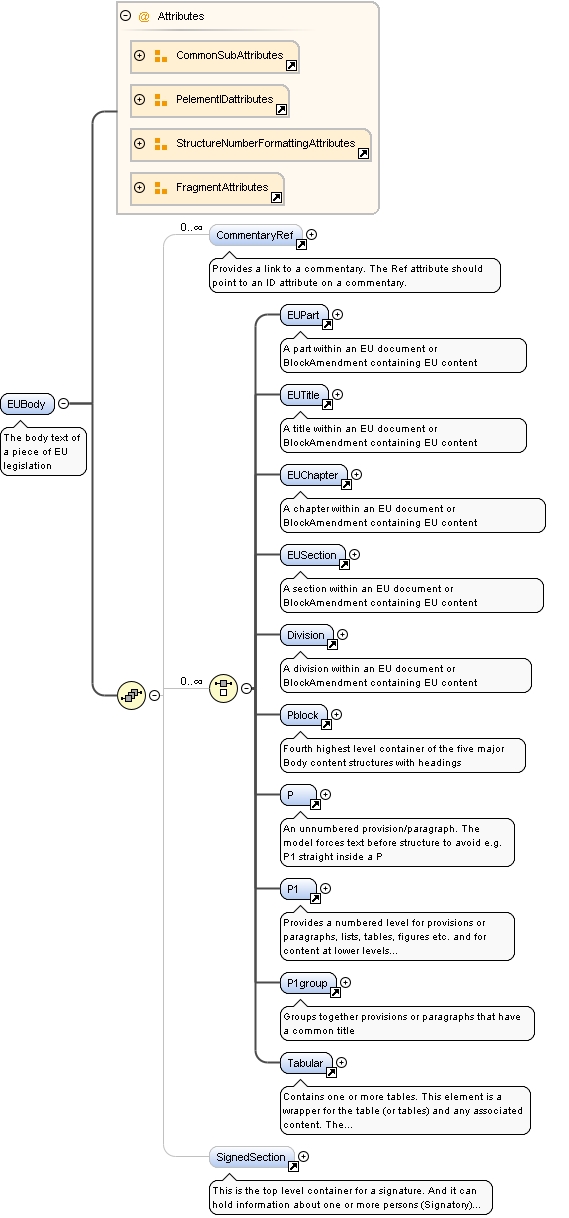 Attributes
CommonSubAttributes
PelementIDattributes
StructureNumberFormattingAttributes
FragmentAttributes
0..∞
CommentaryRef
Provides a link to a commentary. The Ref attribute should
point to an ID attribute on a commentary.
EUPart
A part within an EU document or
BlockAmendment containing EU content
EUTitle
A title within an EU document or
BlockAmendment containing EU content
EUBody
The body text of
a piece of EU
legislation
EUChapter
A chapter within an EU document or
BlockAmendment containing EU content
EUSection
A section within an EU document or
BlockAmendment containing EU content
Division
A division within an EU document or
BlockAmendment containing EU content
0..∞
Pblock
Fourth highest level container of the five major
Body content structures with headings
P
An unnumbered provision/paragraph. The
model forces text before structure to avoid e.g.
P1 straight inside a P
P1
Provides a numbered level for provisions or
paragraphs, lists, tables, figures etc. and for
content at lower levels...
P1group
Groups together provisions or paragraphs that have
a common title
Tabular
Contains one or more tables. This element is a
wrapper for the table (or tables) and any associated
content. The...
SignedSection
This is the top level container for a signature. And it can
hold information about one or more persons (Signatory)...